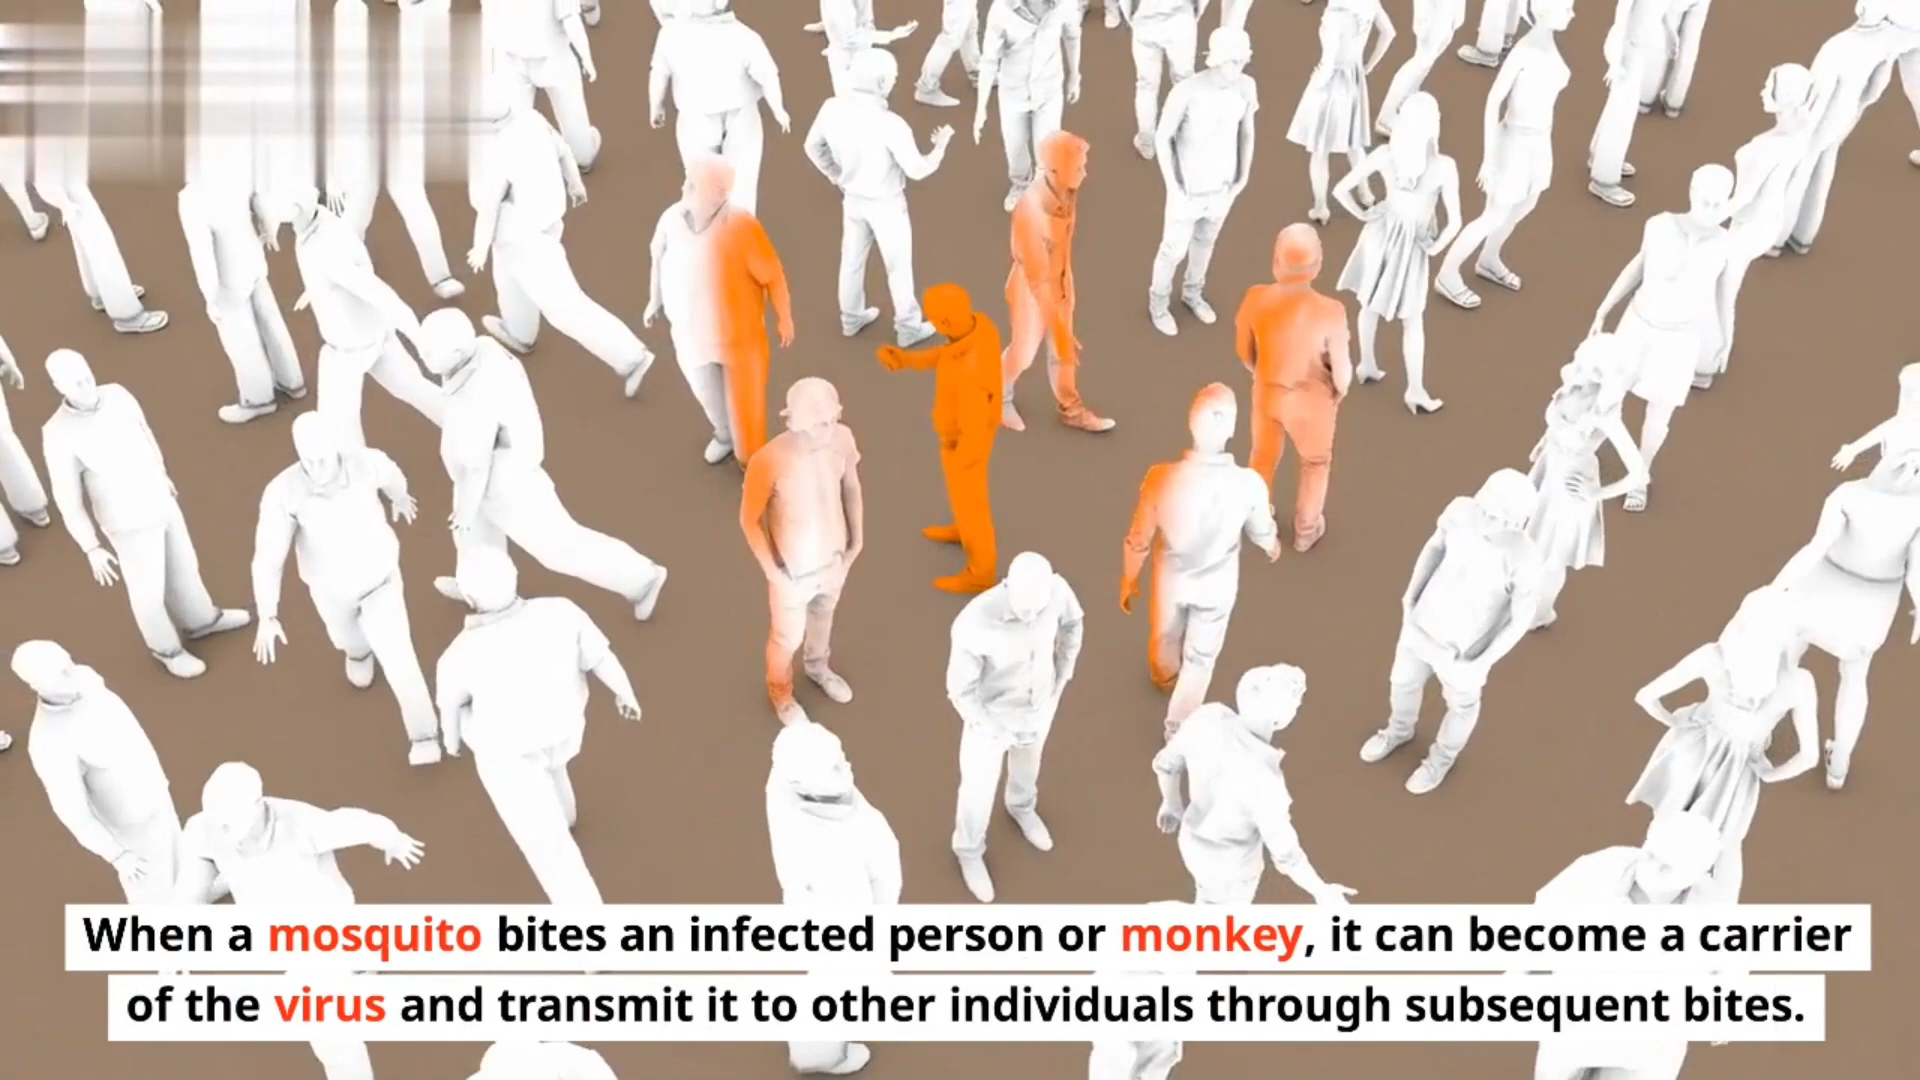 When a mosquito bites an infected person or monkey, it can become a carrier
of the virus and transmit it to other individuals through subsequent bites.